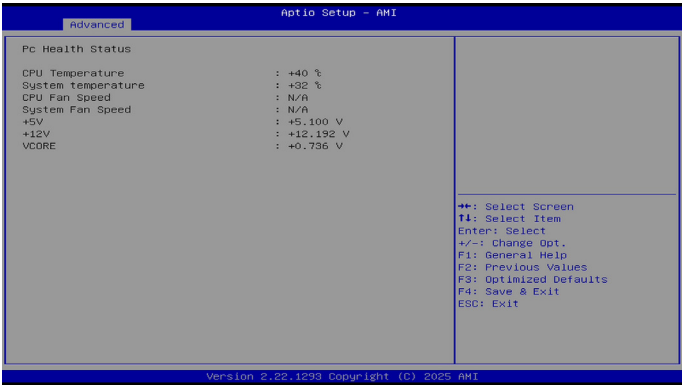 Aptio Setup - AMI
Advanced
Pc Health Status
CPU Temperature : +40 ℃
System temperature : +32 ℃
CPU Fan Speed : N/A
System Fan Speed : N/A
+5V : +5.100 V
+12V : +12.192 V
VCORE : +0.736 V
→←: Select Screen
↑↓: Select Item
Enter: Select
+/-: Change Opt.
F1: General Help
F2: Previous Values
F3: Optimized Defaults
F4: Save & Exit
ESC: Exit
Version 2.22.1293 Copyright (C) 2025 AMI